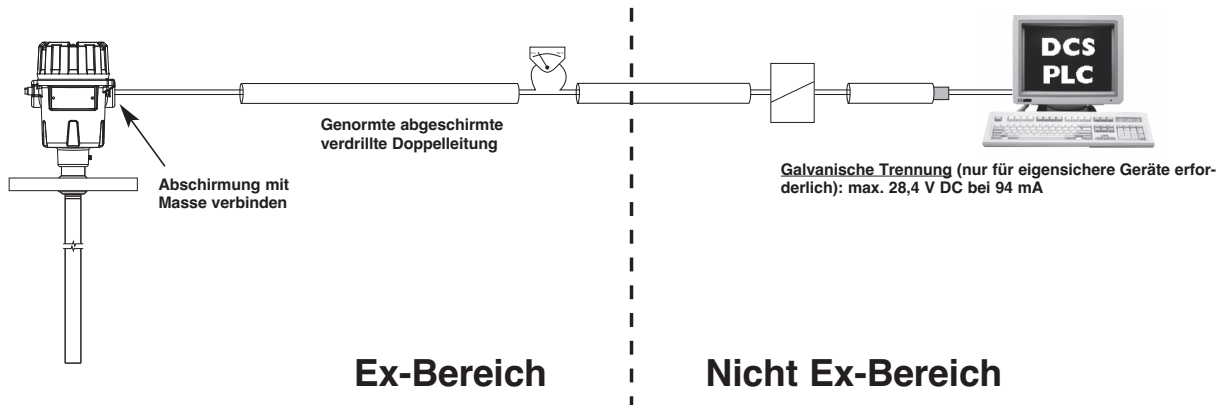 DCS
PLC
Genormte abgeschirmte
verdrillte Doppelleitung
Abschirmung mit
Masse verbinden
Galvanische Trennung (nur für eigensichere Geräte erfor-
derlich): max. 28,4 V DC bei 94 mA
Ex-Bereich
Nicht Ex-Bereich